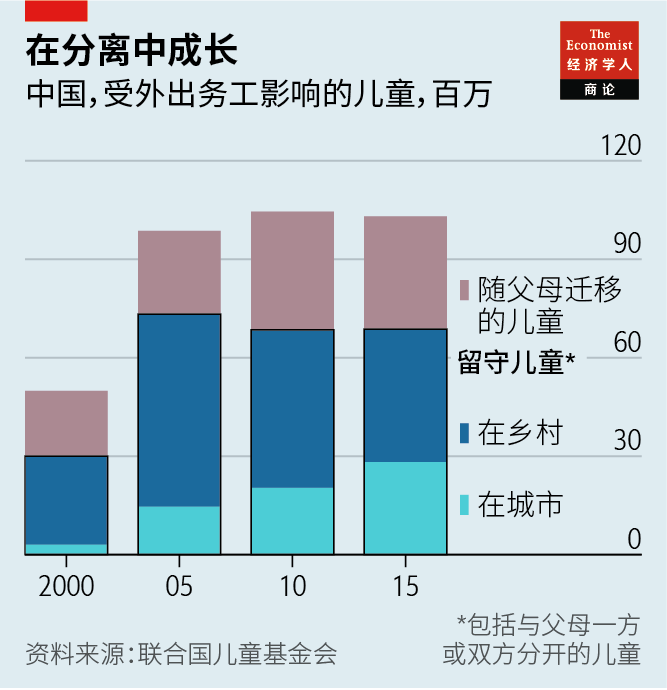 在分离中成长
中国，受外出务工影响的儿童，百万
The
Economist
经济学人
商论
120
90
随父母迁移
的儿童
60
留守儿童*
在乡村
30
在城市
0
2000 05 10 15
*包括与父母一方
或双方分开的儿童
资料来源：联合国儿童基金会